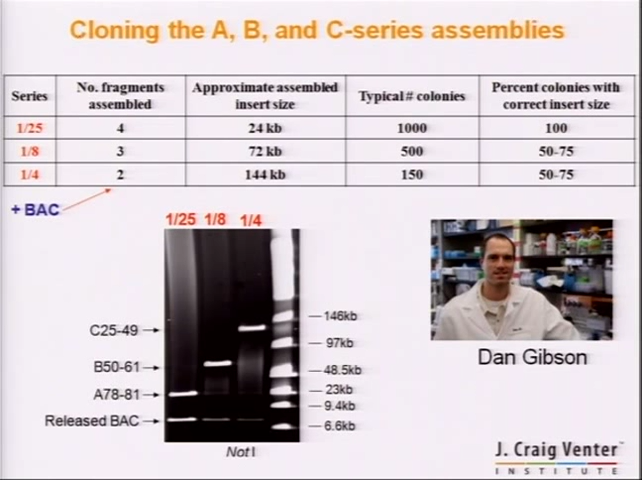 Cloning the A, B, and C-series assemblies
Series No. fragments assembled Approximate assembled insert size Typical # colonies Percent colonies with correct insert size
1/25 4 24 kb 1000 100
1/8 3 72 kb 500 50-75
1/4 2 144 kb 150 50-75
+ BAC
1/25 1/8 1/4
146kb
C25-49
97kb
B50-61
48.5kb
A78-81
23kb
9.4kb
Released BAC
6.6kb
Not I
Dan Gibson
J. Craig Venter™
INSTITUTE